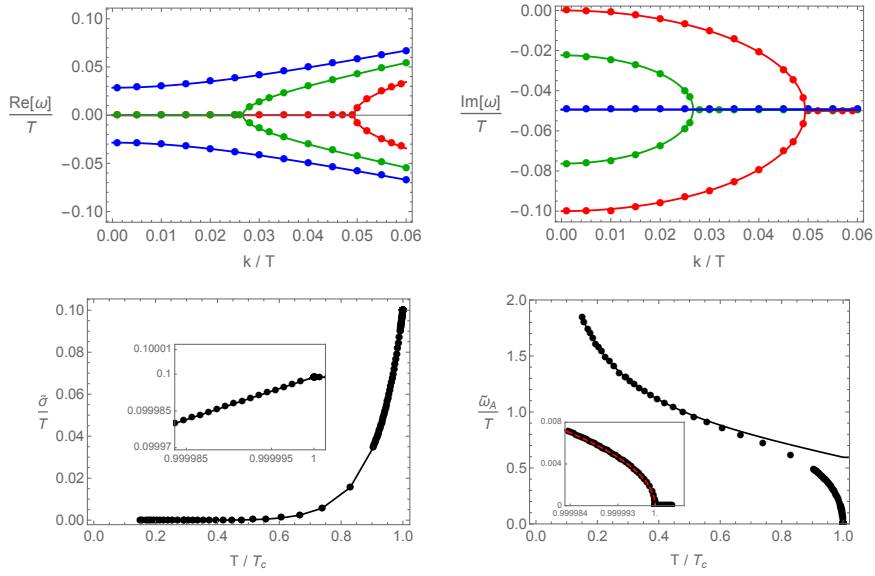 Re[ω]
T
0.10
0.05
0.00
−0.05
−0.10
0.00 0.01 0.02 0.03 0.04 0.05 0.06
k / T
Im[ω]
T
0.00
−0.02
−0.04
−0.06
−0.08
−0.10
0.00 0.01 0.02 0.03 0.04 0.05 0.06
k / T
σ̃
T
0.10
0.08
0.06
0.04
0.02
0.00
0.10001
0.1
0.099985
0.09997
0.999985 0.999995 1
0.0 0.2 0.4 0.6 0.8 1.0
T / Tc
ω̃A
T
2.0
1.5
1.0
0.5
0.0
0.008
0.004
0
0.999984 0.999993 1.
0.0 0.2 0.4 0.6 0.8 1.0
T / Tc